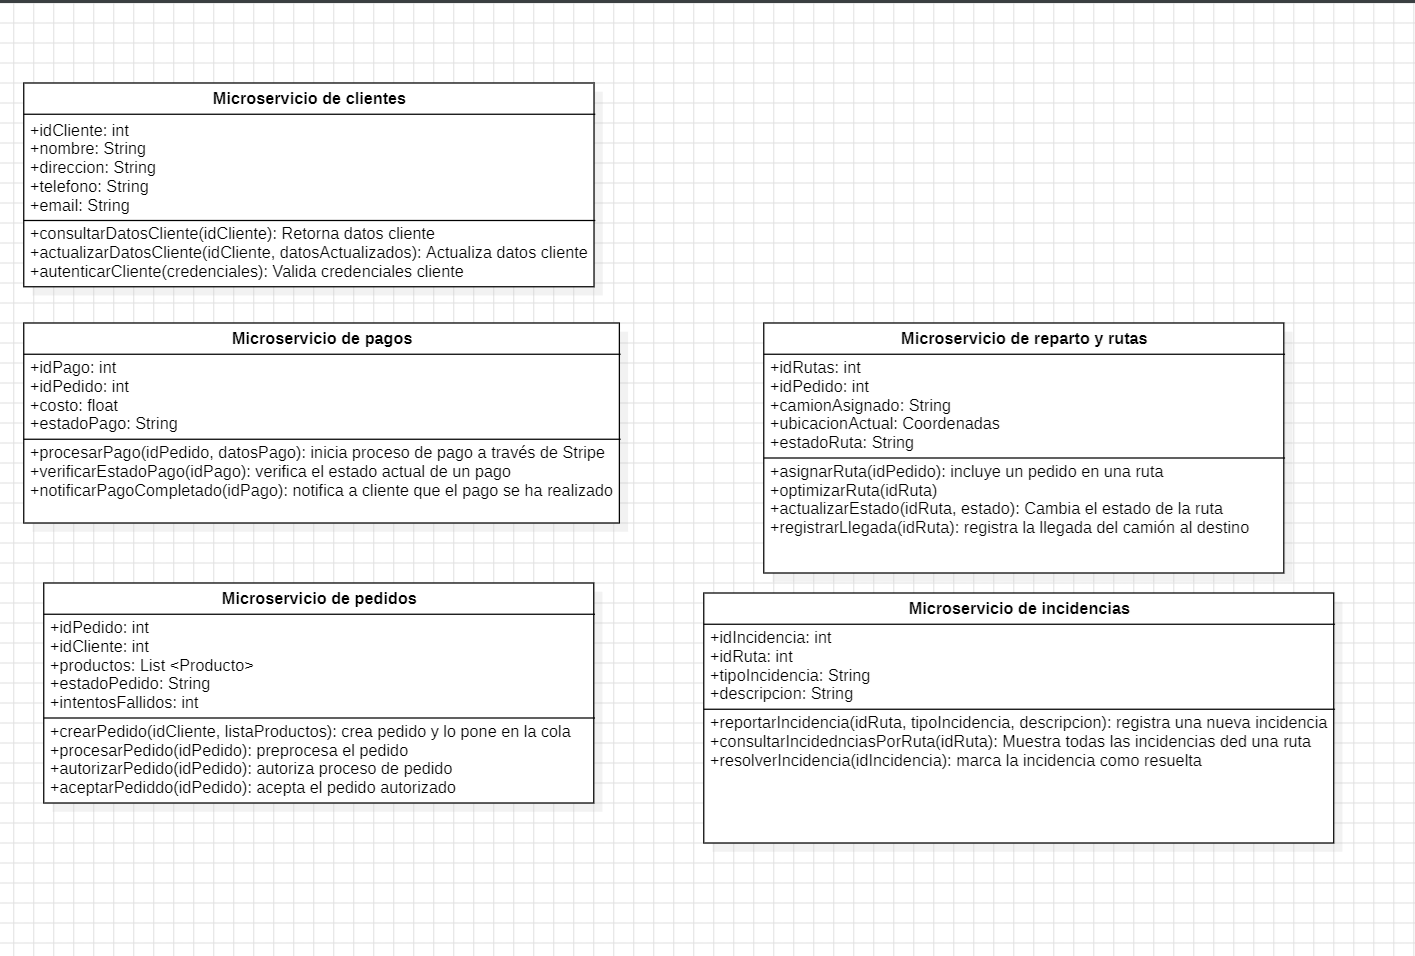 Microservicio de clientes
+idCliente: int
+nombre: String
+direccion: String
+telefono: String
+email: String
+consultarDatosCliente(idCliente): Retorna datos cliente
+actualizarDatosCliente(idCliente, datosActualizados): Actualiza datos cliente
+autenticarCliente(credenciales): Valida credenciales cliente
Microservicio de pagos
+idPago: int
+idPedido: int
+costo: float
+estadoPago: String
+procesarPago(idPedido, datosPago): inicia proceso de pago a través de Stripe
+verificarEstadoPago(idPago): verifica el estado actual de un pago
+notificarPagoCompletado(idPago): notifica a cliente que el pago se ha realizado
Microservicio de reparto y rutas
+idRutas: int
+idPedido: int
+camionAsignado: String
+ubicacionActual: Coordenadas
+estadoRuta: String
+asignarRuta(idPedido): incluye un pedido en una ruta
+optimizarRuta(idRuta)
+actualizarEstado(idRuta, estado): Cambia el estado de la ruta
+registrarLlegada(idRuta): registra la llegada del camión al destino
Microservicio de pedidos
+idPedido: int
+idCliente: int
+productos: List <Producto>
+estadoPedido: String
+intentosFallidos: int
+crearPedido(idCliente, listaProductos): crea pedido y lo pone en la cola
+procesarPedido(idPedido): preprocesa el pedido
+autorizarPedido(idPedido): autoriza proceso de pedido
+aceptarPediddo(idPedido): acepta el pedido autorizado
Microservicio de incidencias
+idIncidencia: int
+idRuta: int
+tipoIncidencia: String
+descripcion: String
+reportarIncidencia(idRuta, tipoIncidencia, descripcion): registra una nueva incidencia
+consultarIncidednciasPorRuta(idRuta): Muestra todas las incidencias ded una ruta
+resolverIncidencia(idIncidencia): marca la incidencia como resuelta